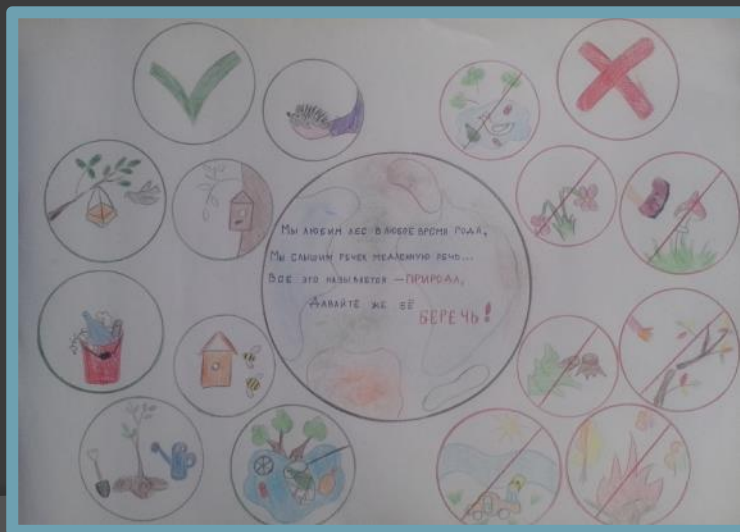 Мы любим лес в любое время года,
Мы слышим речек медленную речь...
Все это называется — ПРИРОДА,
Давайте же её
БЕРЕЧЬ!